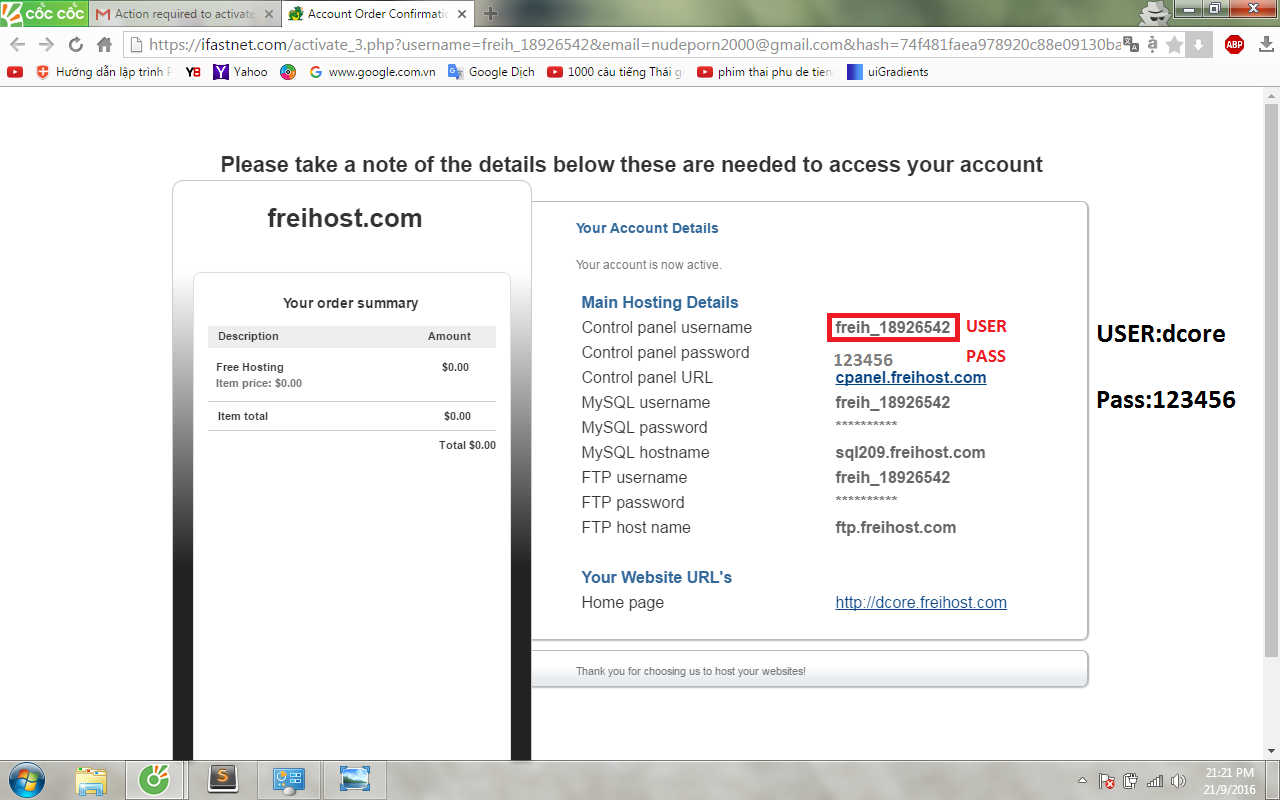 cốc cốc
Action required to activate
Account Order Confirmatio
https://ifastnet.com/activate_3.php?username=freih_18926542&email=nudeporn2000@gmail.com&hash=74f481faea978920c88e09130ba
ABP
Hướng dẫn lập trình P
Y8
Yahoo
www.google.com.vn
Google Dịch
1000 câu tiếng Thái g
phim thai phu de tien
uiGradients
Please take a note of the details below these are needed to access your account
freihost.com
Your order summary
Description Amount
Free Hosting $0.00
Item price: $0.00
Item total $0.00
Total $0.00
Your Account Details
Your account is now active.
Main Hosting Details
Control panel username freih_18926542 USER
Control panel password 123456 PASS
Control panel URL cpanel.freihost.com
MySQL username freih_18926542
MySQL password **********
MySQL hostname sql209.freihost.com
FTP username freih_18926542
FTP password **********
FTP host name ftp.freihost.com
Your Website URL's
Home page http://dcore.freihost.com
Thank you for choosing us to host your websites!
USER:dcore
Pass:123456
21:21 PM
21/9/2016